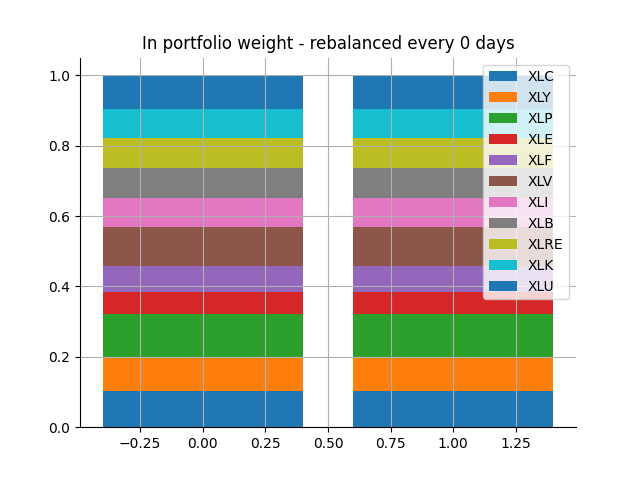 In portfolio weight - rebalanced every 0 days
1.0
0.8
0.6
0.4
0.2
0.0
−0.25
0.00
0.25
0.50
0.75
1.00
1.25
XLC
XLY
XLP
XLE
XLF
XLV
XLI
XLB
XLRE
XLK
XLU